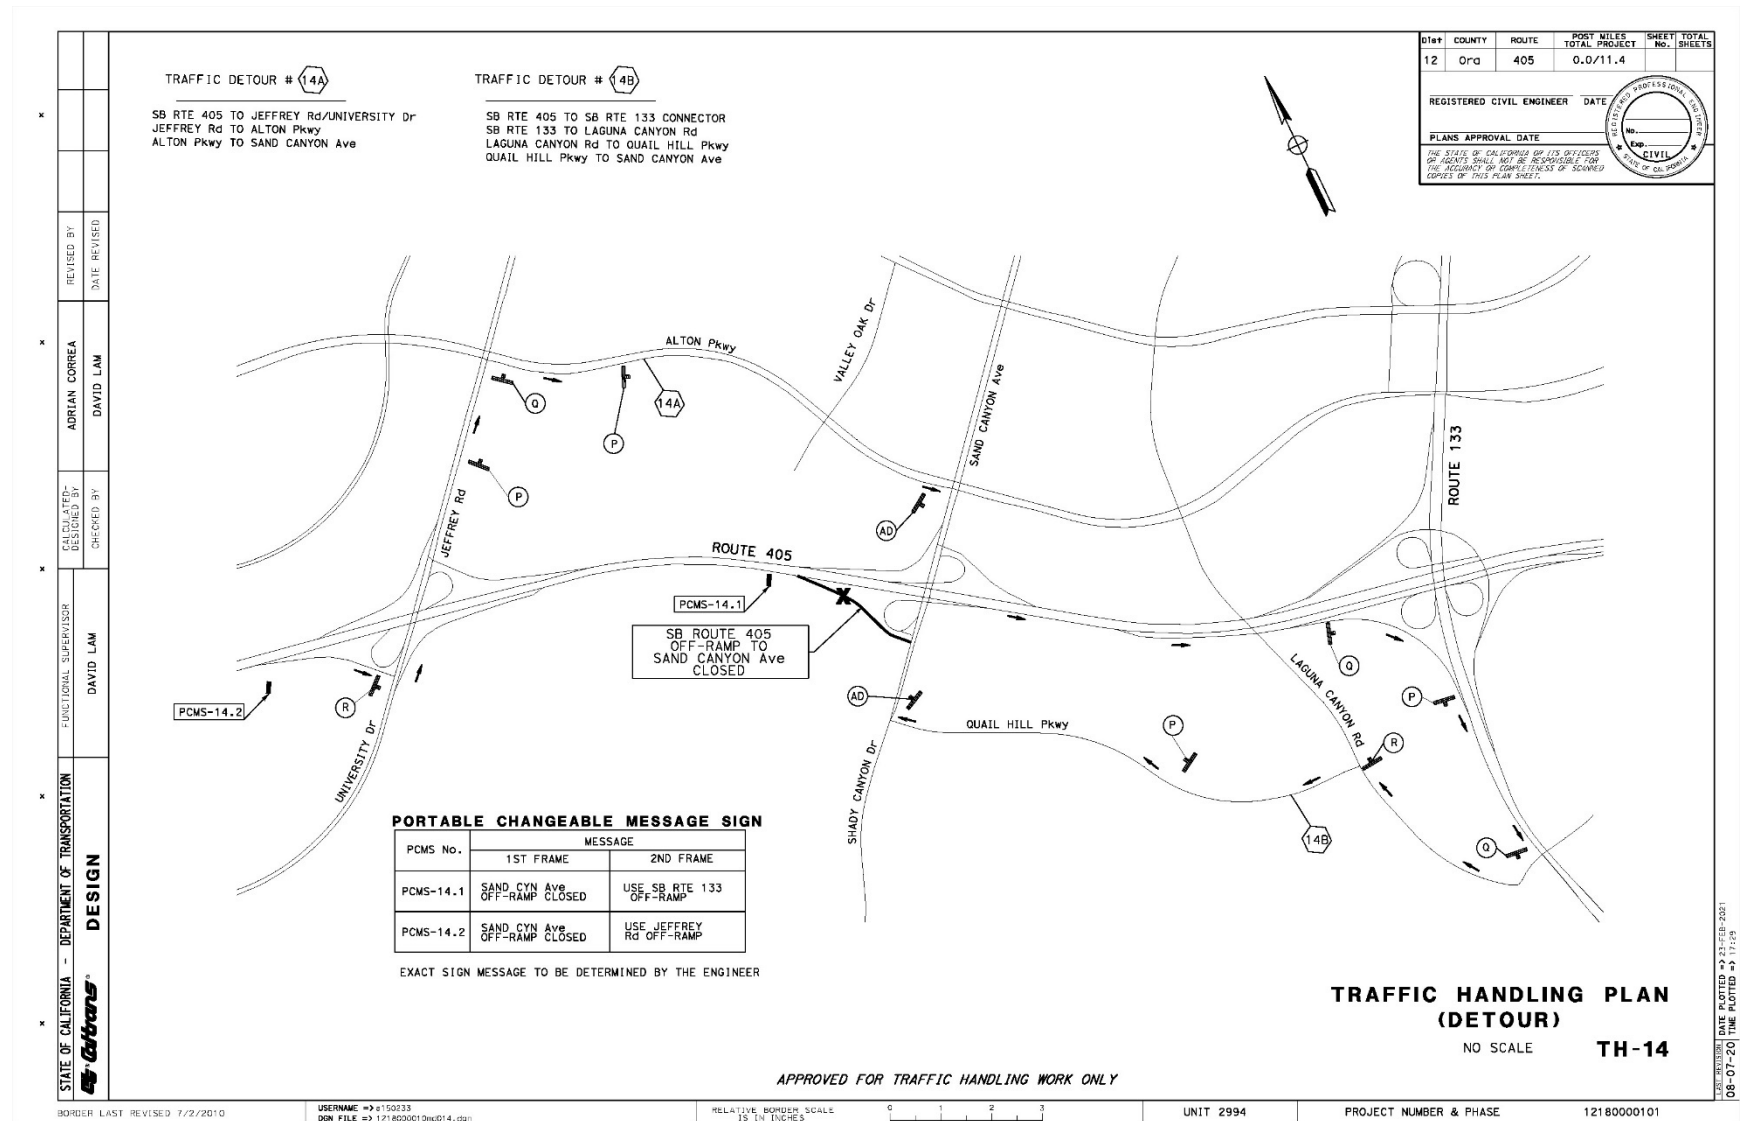 TRAFFIC DETOUR # 14A
SB RTE 405 TO JEFFREY Rd/UNIVERSITY Dr
JEFFREY Rd TO ALTON Pkwy
ALTON Pkwy TO SAND CANYON Ave
TRAFFIC DETOUR # 14B
SB RTE 405 TO SB RTE 133 CONNECTOR
SB RTE 133 TO LAGUNA CANYON Rd
LAGUNA CANYON Rd TO QUAIL HILL Pkwy
QUAIL HILL Pkwy TO SAND CANYON Ave
Dist COUNTY ROUTE POST MILES TOTAL PROJECT SHEET No. TOTAL SHEETS
12 Ora 405 0.0/11.4
REGISTERED CIVIL ENGINEER DATE
PLANS APPROVAL DATE
THE STATE OF CALIFORNIA OR ITS OFFICERS
OR AGENTS SHALL NOT BE RESPONSIBLE FOR
THE ACCURACY OR COMPLETENESS OF SCANNED
COPIES OF THIS PLAN SHEET.
REGISTERED PROFESSIONAL ENGINEER
No.
Exp.
CIVIL
STATE OF CALIFORNIA
REVISED BY
DATE REVISED
ADRIAN CORREA
DAVID LAM
CALCULATED-
DESIGNED BY
CHECKED BY
FUNCTIONAL SUPERVISOR
DAVID LAM
STATE OF CALIFORNIA - DEPARTMENT OF TRANSPORTATION
DESIGN
Caltrans
ALTON Pkwy
VALLEY OAK Dr
SAND CANYON Ave
ROUTE 133
Q
14A
P
P
JEFFREY Rd
AD
ROUTE 405
PCMS-14.1
SB ROUTE 405
OFF-RAMP TO
SAND CANYON Ave
CLOSED
X
LAGUNA CANYON Rd
Q
P
AD
QUAIL HILL Pkwy
P
R
PCMS-14.2
R
UNIVERSITY Dr
SHADY CANYON Dr
14B
Q
PORTABLE CHANGEABLE MESSAGE SIGN
PCMS No. MESSAGE
1ST FRAME 2ND FRAME
PCMS-14.1 SAND CYN Ave USE SB RTE 133
OFF-RAMP CLOSED OFF-RAMP
PCMS-14.2 SAND CYN Ave USE JEFFREY
OFF-RAMP CLOSED Rd OFF-RAMP
EXACT SIGN MESSAGE TO BE DETERMINED BY THE ENGINEER
TRAFFIC HANDLING PLAN
(DETOUR)
NO SCALE TH-14
APPROVED FOR TRAFFIC HANDLING WORK ONLY
LAST REVISION DATE PLOTTED => 23-FEB-2021
08-07-20 TIME PLOTTED => 17:29
BORDER LAST REVISED 7/2/2010
USERNAME => s150233
DGN FILE => 1218000010md014.dgn
RELATIVE BORDER SCALE
IS IN INCHES
0 1 2 3
UNIT 2994
PROJECT NUMBER & PHASE 12180000101